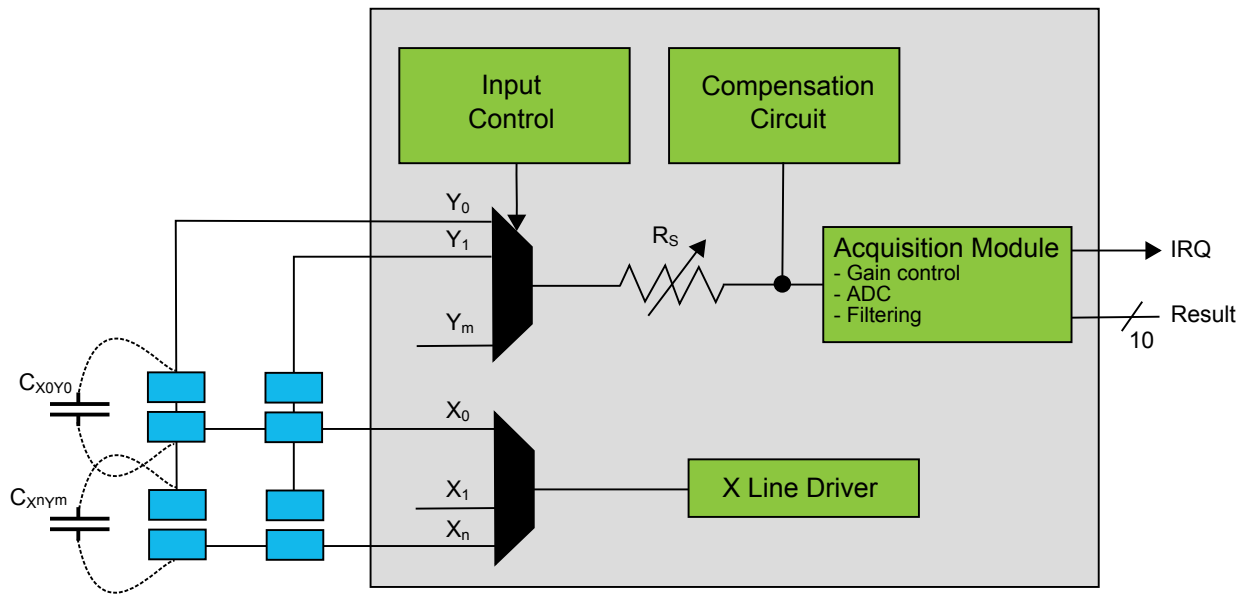 Input
Control
Compensation
Circuit
Y0
Y1
Ym
RS
Acquisition Module
- Gain control
- ADC
- Filtering
IRQ
Result
10
CX0Y0
CXnYm
X0
X1
Xn
X Line Driver